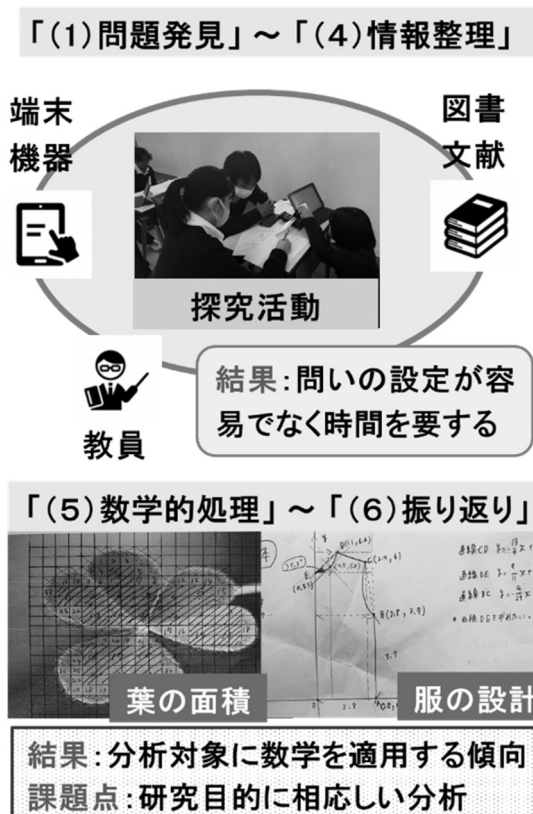 「(1)問題発見」～「(4)情報整理」
端末
機器
図書
文献
探究活動
教員
結果:問いの設定が容
易でなく時間を要する
「(5)数学的処理」～「(6)振り返り」
葉の面積
服の設計
結果:分析対象に数学を適用する傾向
課題点:研究目的に相応しい分析